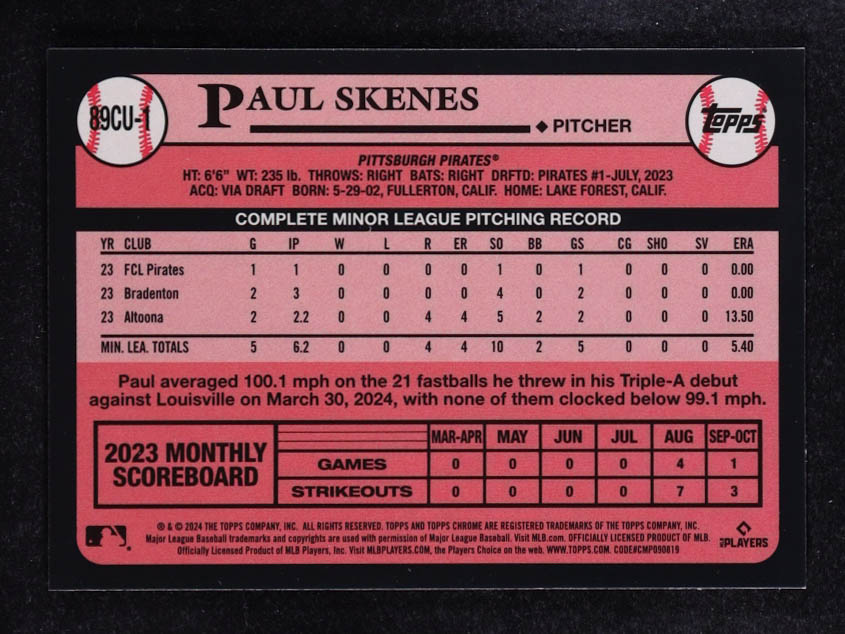 89CU-1
PAUL SKENES
PITCHER
Topps
PITTSBURGH PIRATES®
HT: 6'6" WT: 235 lb. THROWS: RIGHT BATS: RIGHT DRFTD: PIRATES #1-JULY, 2023
ACQ: VIA DRAFT BORN: 5-29-02, FULLERTON, CALIF. HOME: LAKE FOREST, CALIF.
COMPLETE MINOR LEAGUE PITCHING RECORD
YR CLUB G IP W L R ER SO BB GS CG SHO SV ERA
23 FCL Pirates 1 1 0 0 0 0 1 0 1 0 0 0 0.00
23 Bradenton 2 3 0 0 0 0 4 0 2 0 0 0 0.00
23 Altoona 2 2.2 0 0 4 4 5 2 2 0 0 0 13.50
MIN. LEA. TOTALS 5 6.2 0 0 4 4 10 2 5 0 0 0 5.40
Paul averaged 100.1 mph on the 21 fastballs he threw in his Triple-A debut
against Louisville on March 30, 2024, with none of them clocked below 99.1 mph.
2023 MONTHLY
SCOREBOARD
MAR-APR MAY JUN JUL AUG SEP-OCT
GAMES 0 0 0 0 4 1
STRIKEOUTS 0 0 0 0 7 3
® & © 2024 THE TOPPS COMPANY, INC. ALL RIGHTS RESERVED. TOPPS AND TOPPS CHROME ARE REGISTERED TRADEMARKS OF THE TOPPS COMPANY, INC.
Major League Baseball trademarks and copyrights are used with permission of Major League Baseball. Visit MLB.com. OFFICIALLY LICENSED PRODUCT OF MLB.
Officially Licensed Product of MLB Players, Inc. Visit MLBPLAYERS.COM, the Players Choice on the web. WWW.TOPPS.COM. CODE#CMP090819
MLB PLAYERS